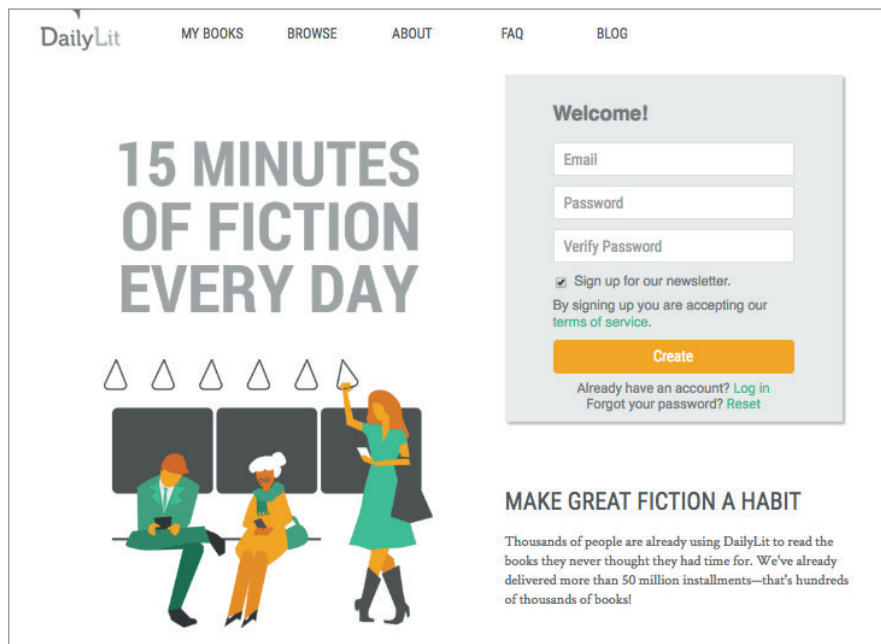 DailyLit
MY BOOKS BROWSE ABOUT FAQ BLOG
15 MINUTES
OF FICTION
EVERY DAY
Welcome!
Email
Password
Verify Password
Sign up for our newsletter.
By signing up you are accepting our
terms of service.
Create
Already have an account? Log in
Forgot your password? Reset
MAKE GREAT FICTION A HABIT
Thousands of people are already using DailyLit to read the
books they never thought they had time for. We've already
delivered more than 50 million installments—that's hundreds
of thousands of books!